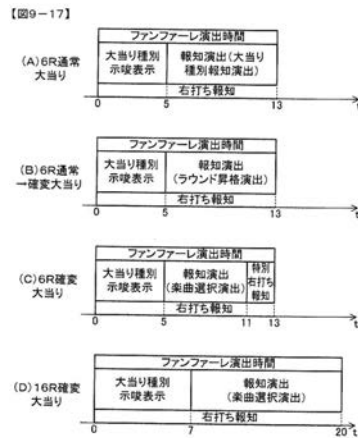 【図9-17】
ファンファーレ演出時間
(A)6R通常
大当り
大当り種別
示唆表示
報知演出(大当り
種別報知演出)
右打ち報知
0 5 13 t
ファンファーレ演出時間
(B)6R通常
→確変大当り
大当り種別
示唆表示
報知演出
(ラウンド昇格演出)
右打ち報知
0 5 13 t
ファンファーレ演出時間
(C)6R確変
大当り
大当り種別
示唆表示
報知演出
(楽曲選択演出)
特別
右打ち
報知
右打ち報知
0 5 11 13 t
ファンファーレ演出時間
(D)16R確変
大当り
大当り種別
示唆表示
報知演出
(楽曲選択演出)
右打ち報知
0 7 20 t